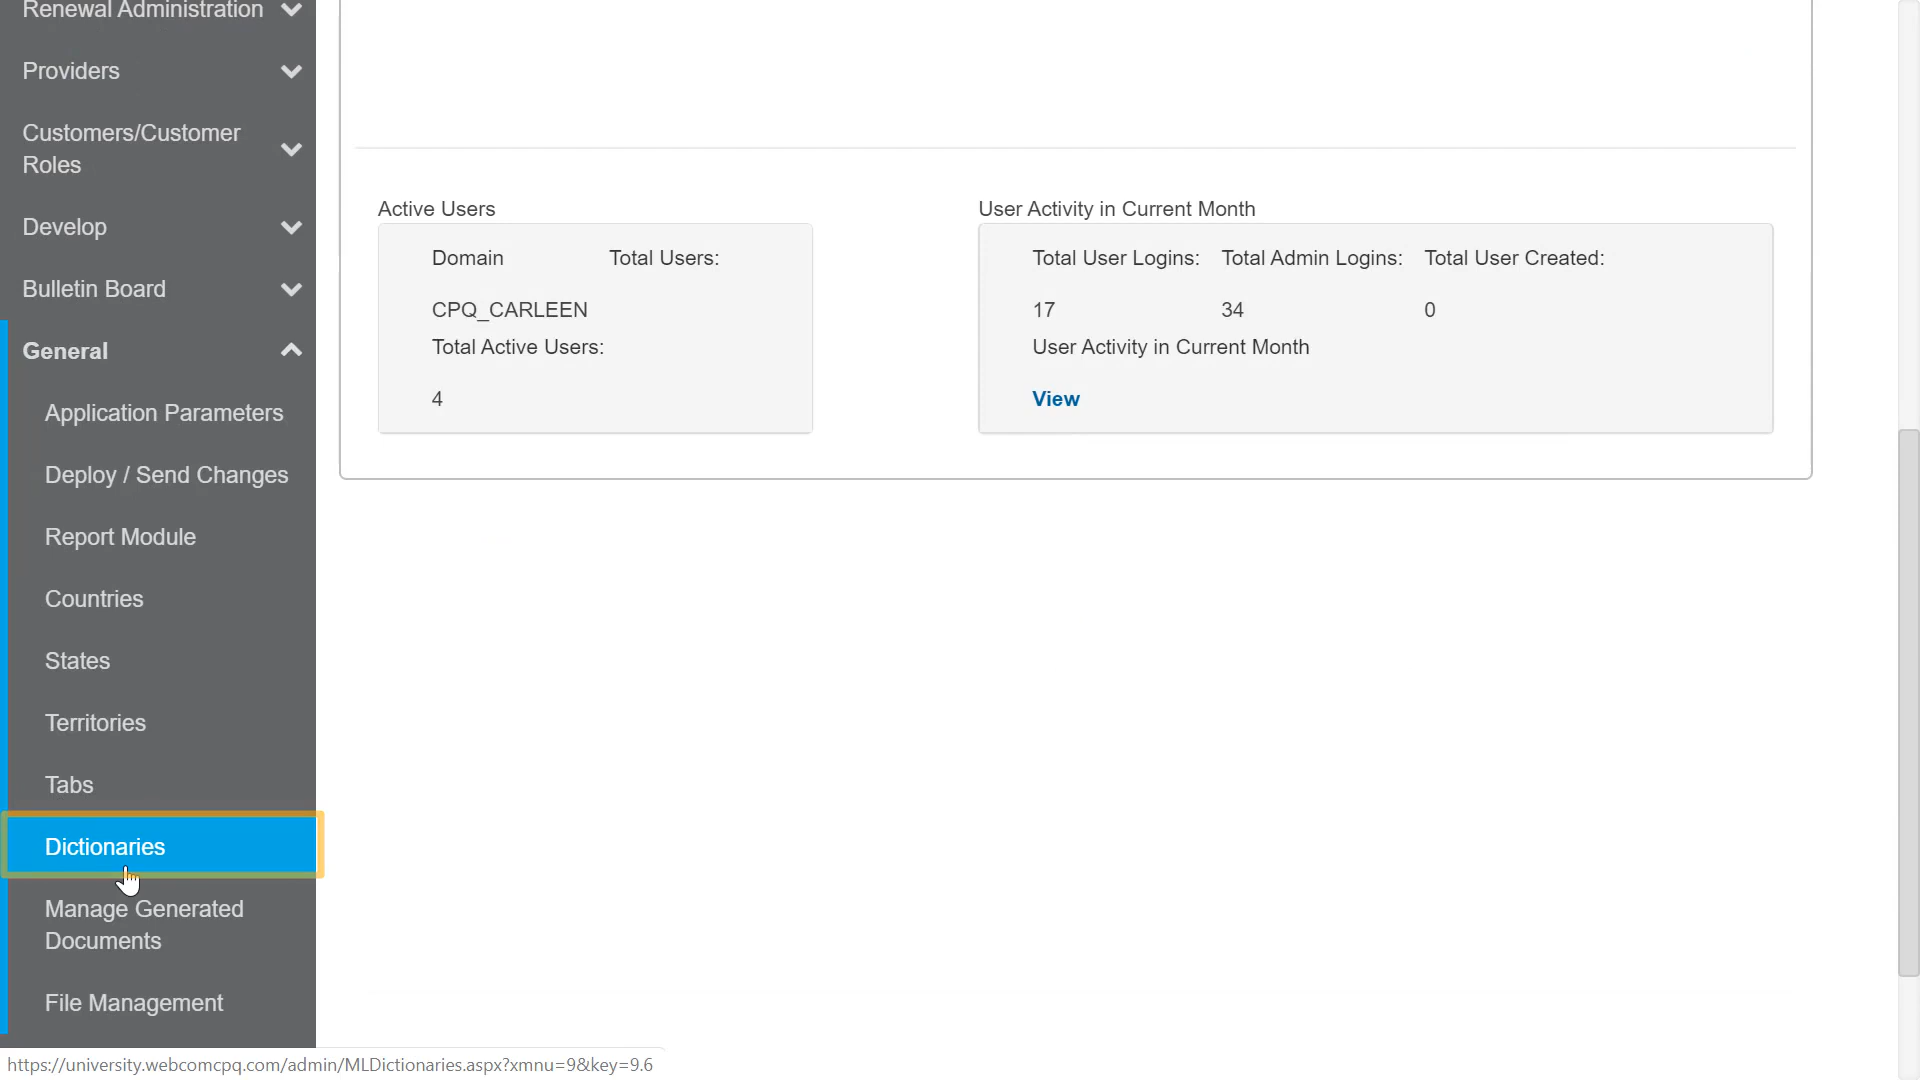 Renewal Administration
Providers
Customers/Customer
Roles
Develop
Bulletin Board
General
Application Parameters
Deploy / Send Changes
Report Module
Countries
States
Territories
Tabs
Dictionaries
Manage Generated
Documents
File Management
Active Users
Domain Total Users:
CPQ_CARLEEN
Total Active Users:
4
User Activity in Current Month
Total User Logins: Total Admin Logins: Total User Created:
17 34 0
User Activity in Current Month
View
https://university.webcomcpq.com/admin/MLDictionaries.aspx?xmnu=9&key=9.6